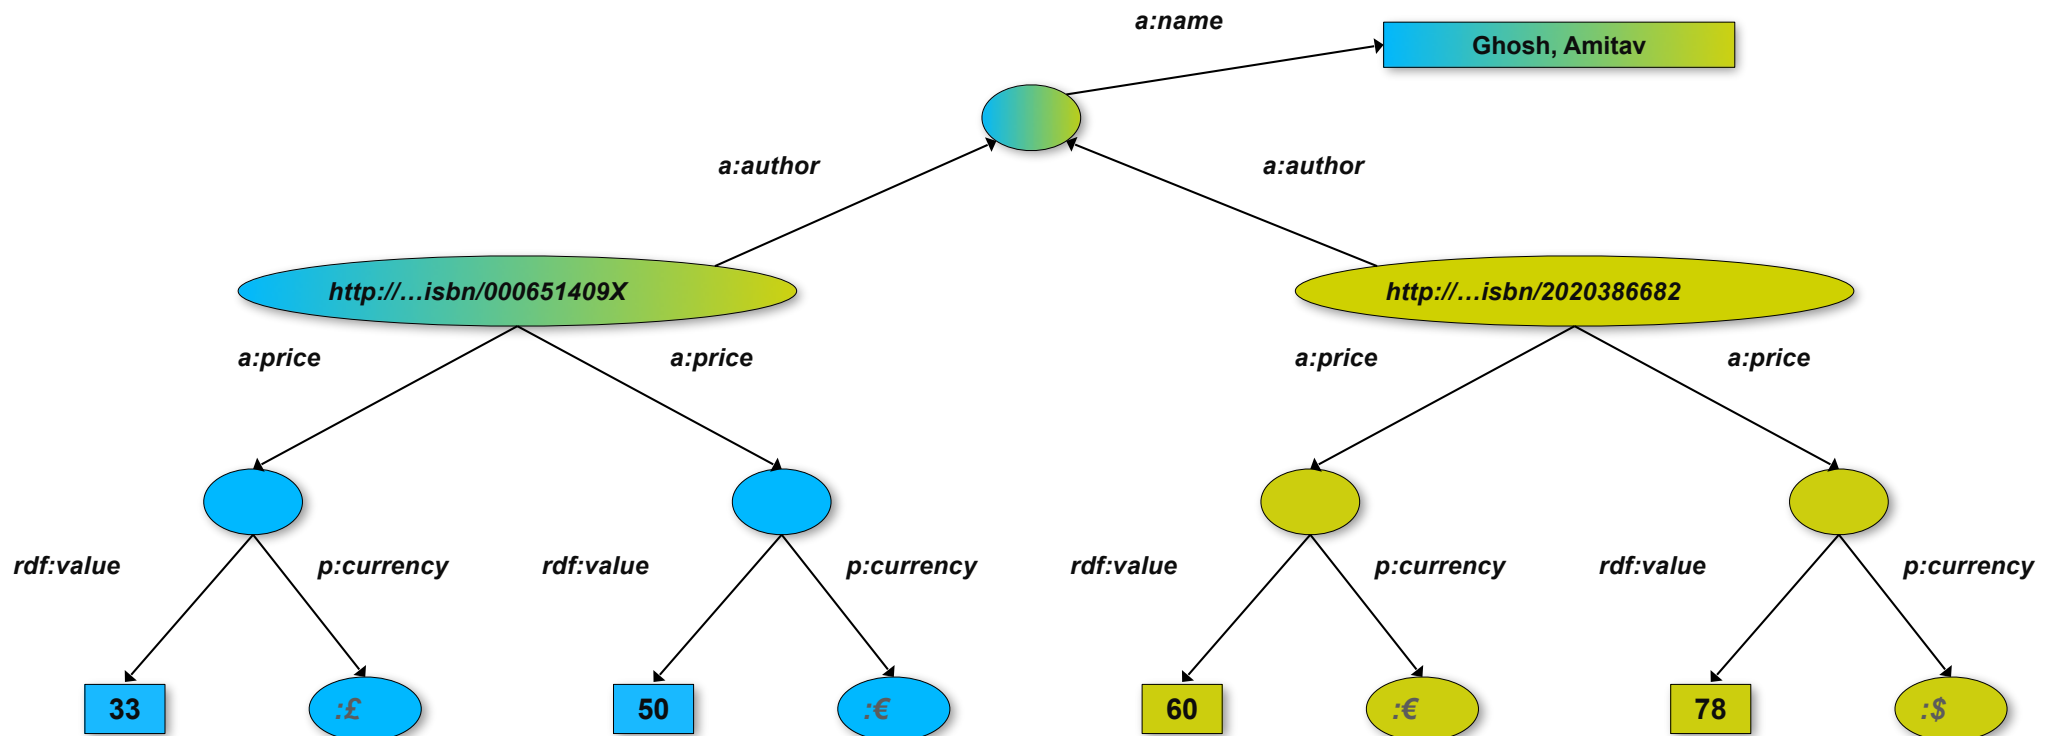 a:name
Ghosh, Amitav
a:author
a:author
http://…isbn/000651409X
http://…isbn/2020386682
a:price
a:price
a:price
a:price
rdf:value
p:currency
rdf:value
p:currency
rdf:value
p:currency
rdf:value
p:currency
33
:£
50
:€
60
:€
78
:$